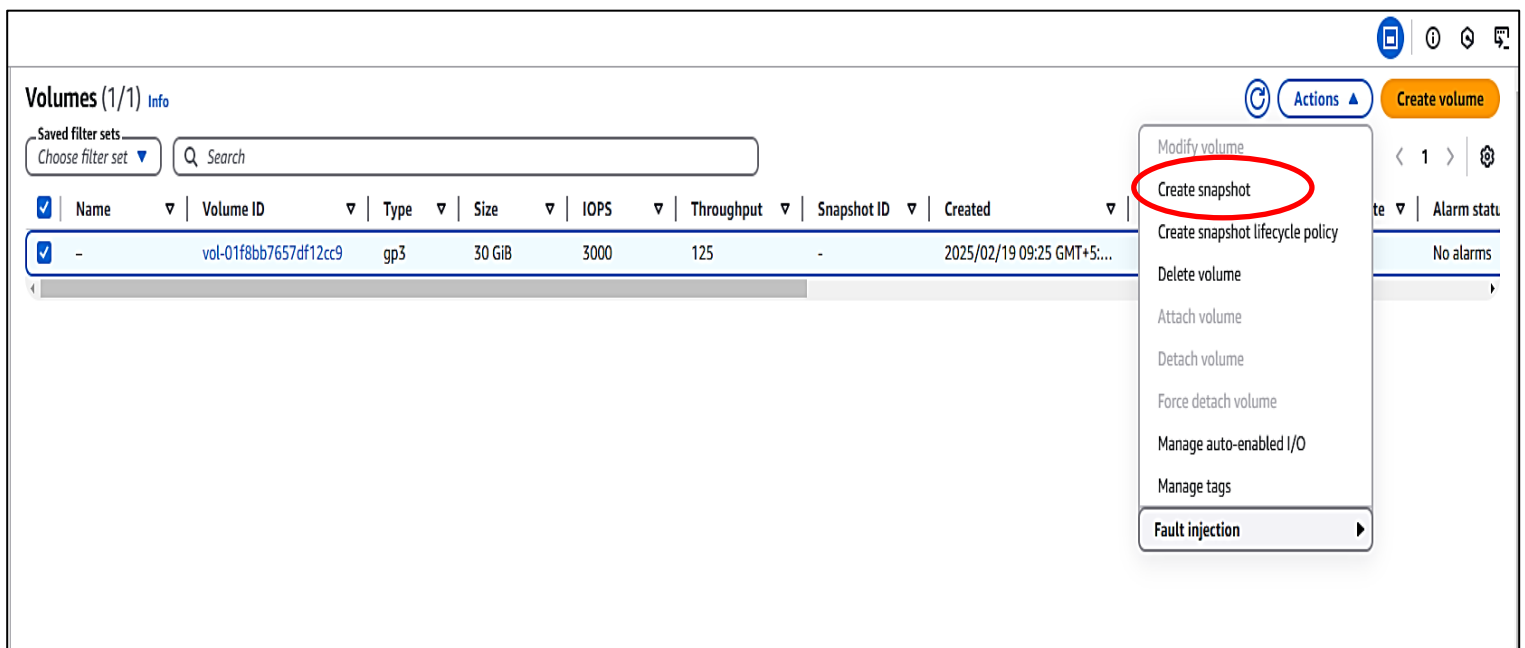 Volumes (1/1) Info
Actions
Create volume
Saved filter sets
Choose filter set
Search
1
Name Volume ID Type Size IOPS Throughput Snapshot ID Created te Alarm statu
– vol-01f8bb7657df12cc9 gp3 30 GiB 3000 125 - 2025/02/19 09:25 GMT+5:... No alarms
Modify volume
Create snapshot
Create snapshot lifecycle policy
Delete volume
Attach volume
Detach volume
Force detach volume
Manage auto-enabled I/O
Manage tags
Fault injection